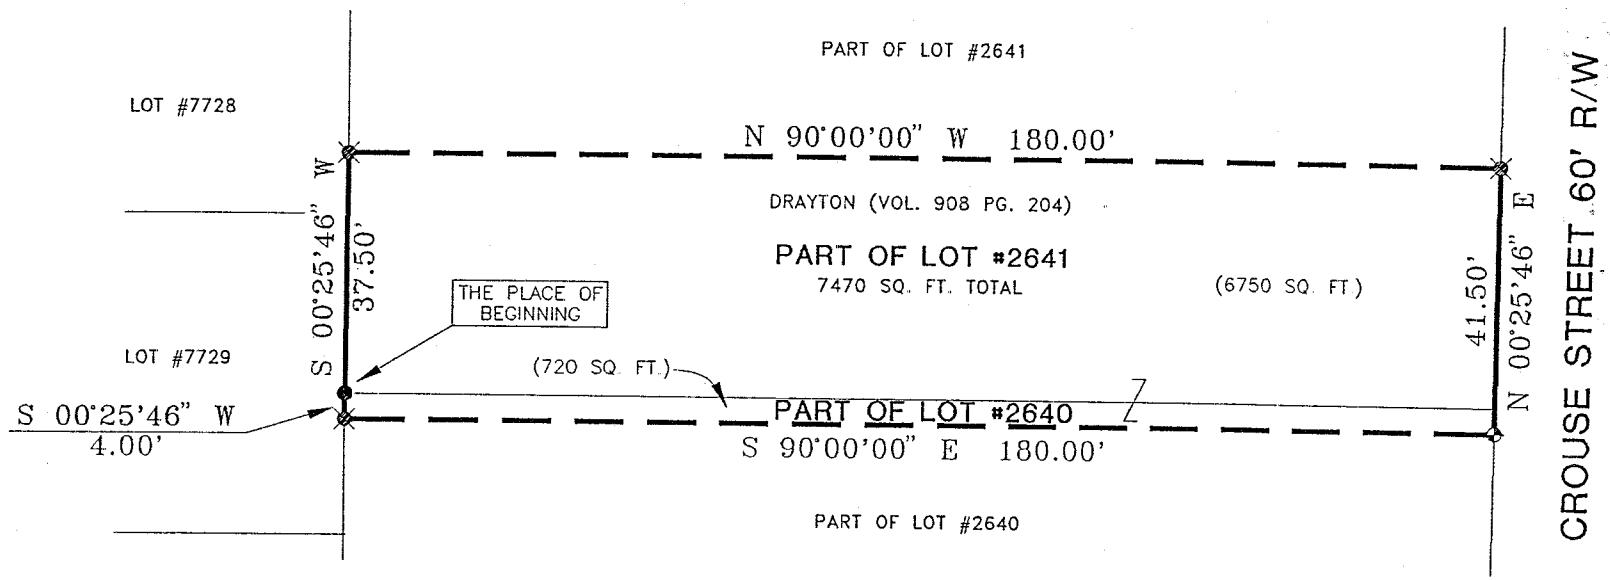 PART OF LOT #2641
LOT #7728
N 90°00'00" W 180.00'
DRAYTON (VOL. 908 PG. 204)
PART OF LOT #2641
7470 SQ. FT. TOTAL
(6750 SQ. FT.)
S 00°25'46" W
37.50'
THE PLACE OF
BEGINNING
LOT #7729
(720 SQ. FT.)
S 00°25'46" W
4.00'
PART OF LOT #2640
S 90°00'00" E 180.00'
PART OF LOT #2640
41.50'
N 00°25'46" E
CROUSE STREET 60' R/W